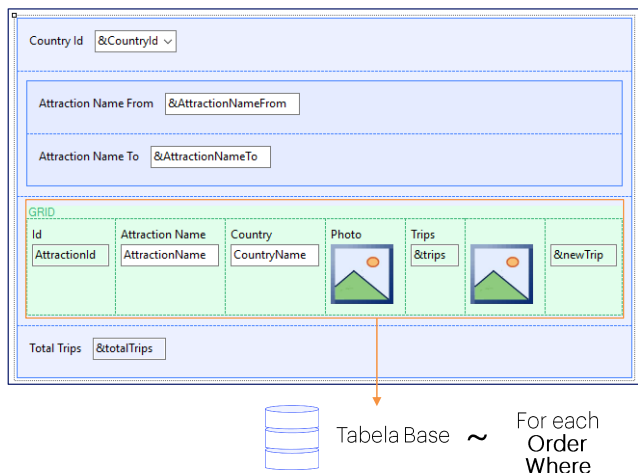 Country Id &CountryId
Attraction Name From &AttractionNameFrom
Attraction Name To &AttractionNameTo
GRID
Id Attraction Name Country Photo Trips
AttractionId AttractionName CountryName &trips &newTrip
Total Trips &totalTrips
Tabela Base ~ For each
Order
Where